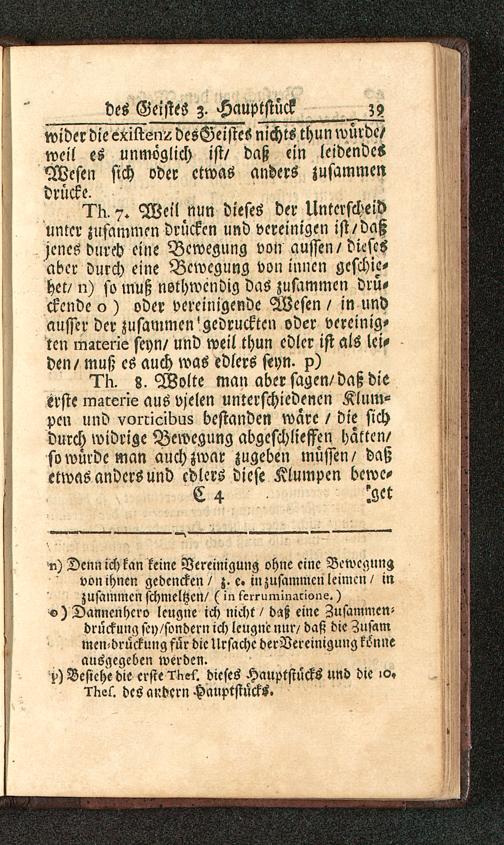 des Geistes 3. Hauptstück 39
wider die existenz des Geistes nichts thun würde/
weil es unmöglich ist/ daß ein leidendes
Wesen sich oder etwas anders zusammen
drücke.
Th. 7. Weil nun dieses der Unterscheid
unter zusammen drücken und vereinigen ist/ daß
jenes durch eine Bewegung von aussen/ dieses
aber durch eine Bewegung von innen geschie-
het/ n) so muß nothwendig das zusammen drü-
ckende o ) oder vereinigende Wesen / in und
ausser der zusammen gedruckten oder vereinig-
ten materie seyn/ und weil thun edler ist als lei-
den/ muß es auch was edlers seyn. p)
Th. 8. Wolte man aber sagen/ daß die
erste materie aus vjelen unterschiedenen Klum-
pen und vorticibus bestanden wäre / die sich
durch widrige Bewegung abgeschlieffen hätten/
so würde man auch zwar zugeben müssen/ daß
etwas anders und edlers diese Klumpen bewe-
C 4 get
n) Denn ich kan keine Vereinigung ohne eine Bewegung
von ihnen gedencken / z. e. in zusammen leimen / in
zusammen schmeltzen/ ( in ferruminatione. )
o ) Dannenhero leugne ich nicht / daß eine Zusammen-
drückung sey/ sondern ich leugne nur/ daß die Zusam
men-drückung für die Ursache der Vereinigung könne
ausgegeben werden.
p) Besiehe die erste Thes. dieses Hauptstücks und die 10.
Thes. des andern Hauptstücks.